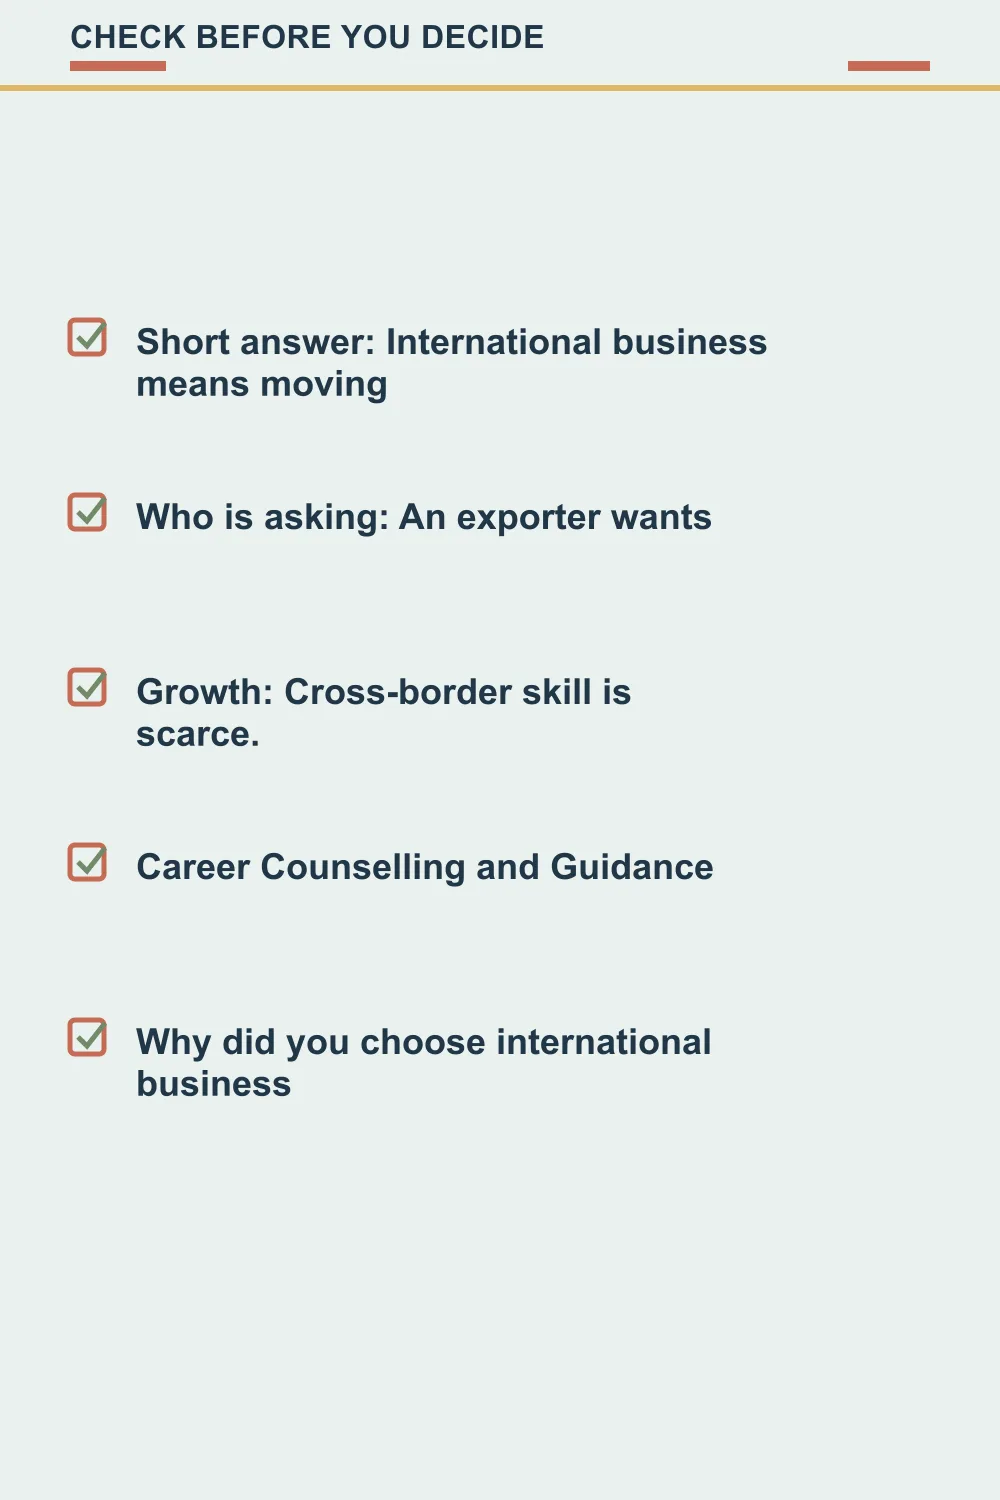 CHECK BEFORE YOU DECIDE
Short answer: International business
means moving
Who is asking: An exporter wants
Growth: Cross-border skill is
scarce.
Career Counselling and Guidance
Why did you choose international
business